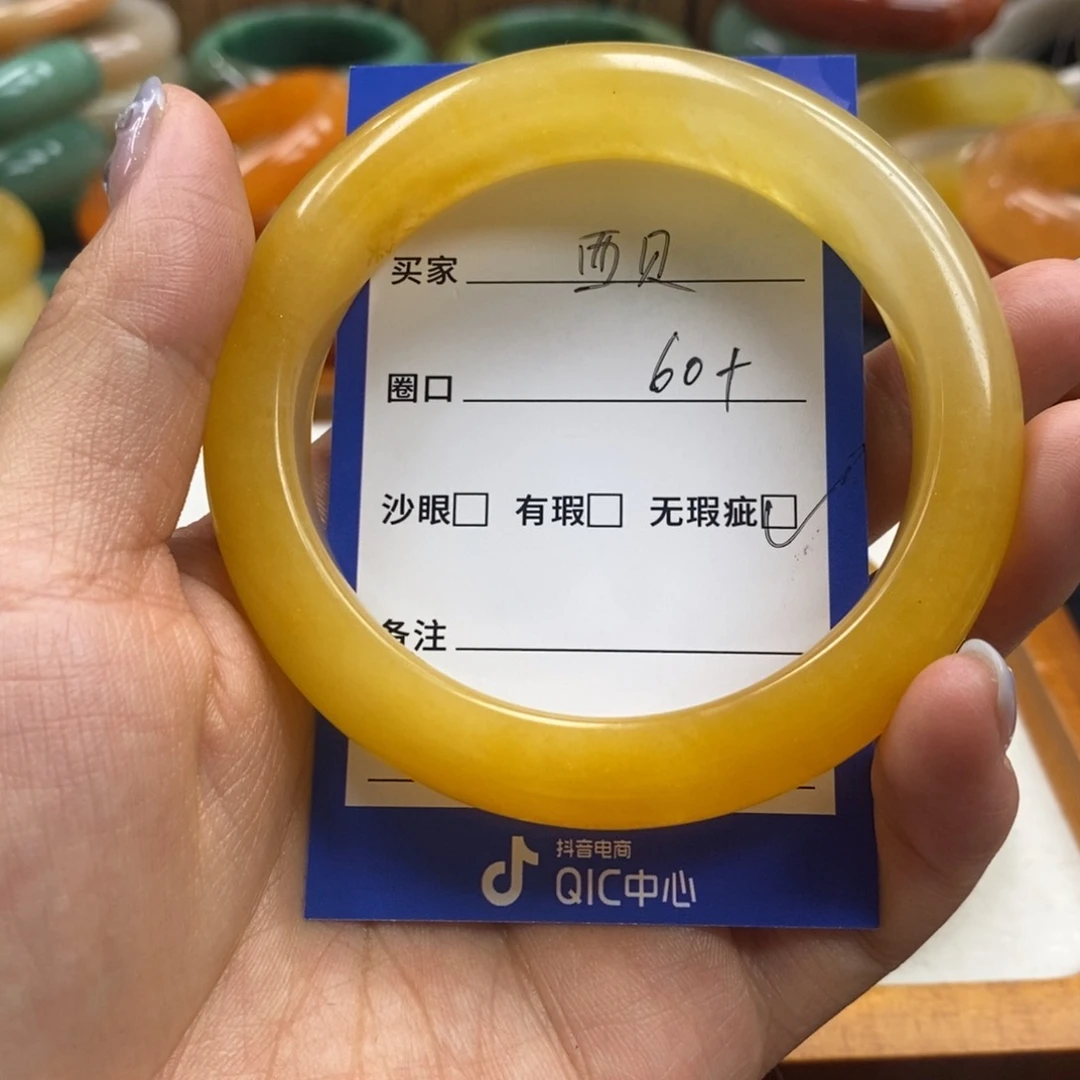 买家 西贝
圈口 60+
沙眼□ 有瑕□ 无瑕疵☑
备注
抖音电商
QIC中心